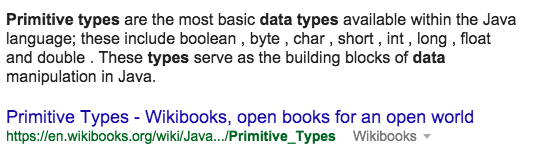 Primitive types are the most basic data types available within the Java
language; these include boolean , byte , char , short , int , long , float
and double . These types serve as the building blocks of data
manipulation in Java.
Primitive Types - Wikibooks, open books for an open world
https://en.wikibooks.org/wiki/Java.../Primitive_Types Wikibooks